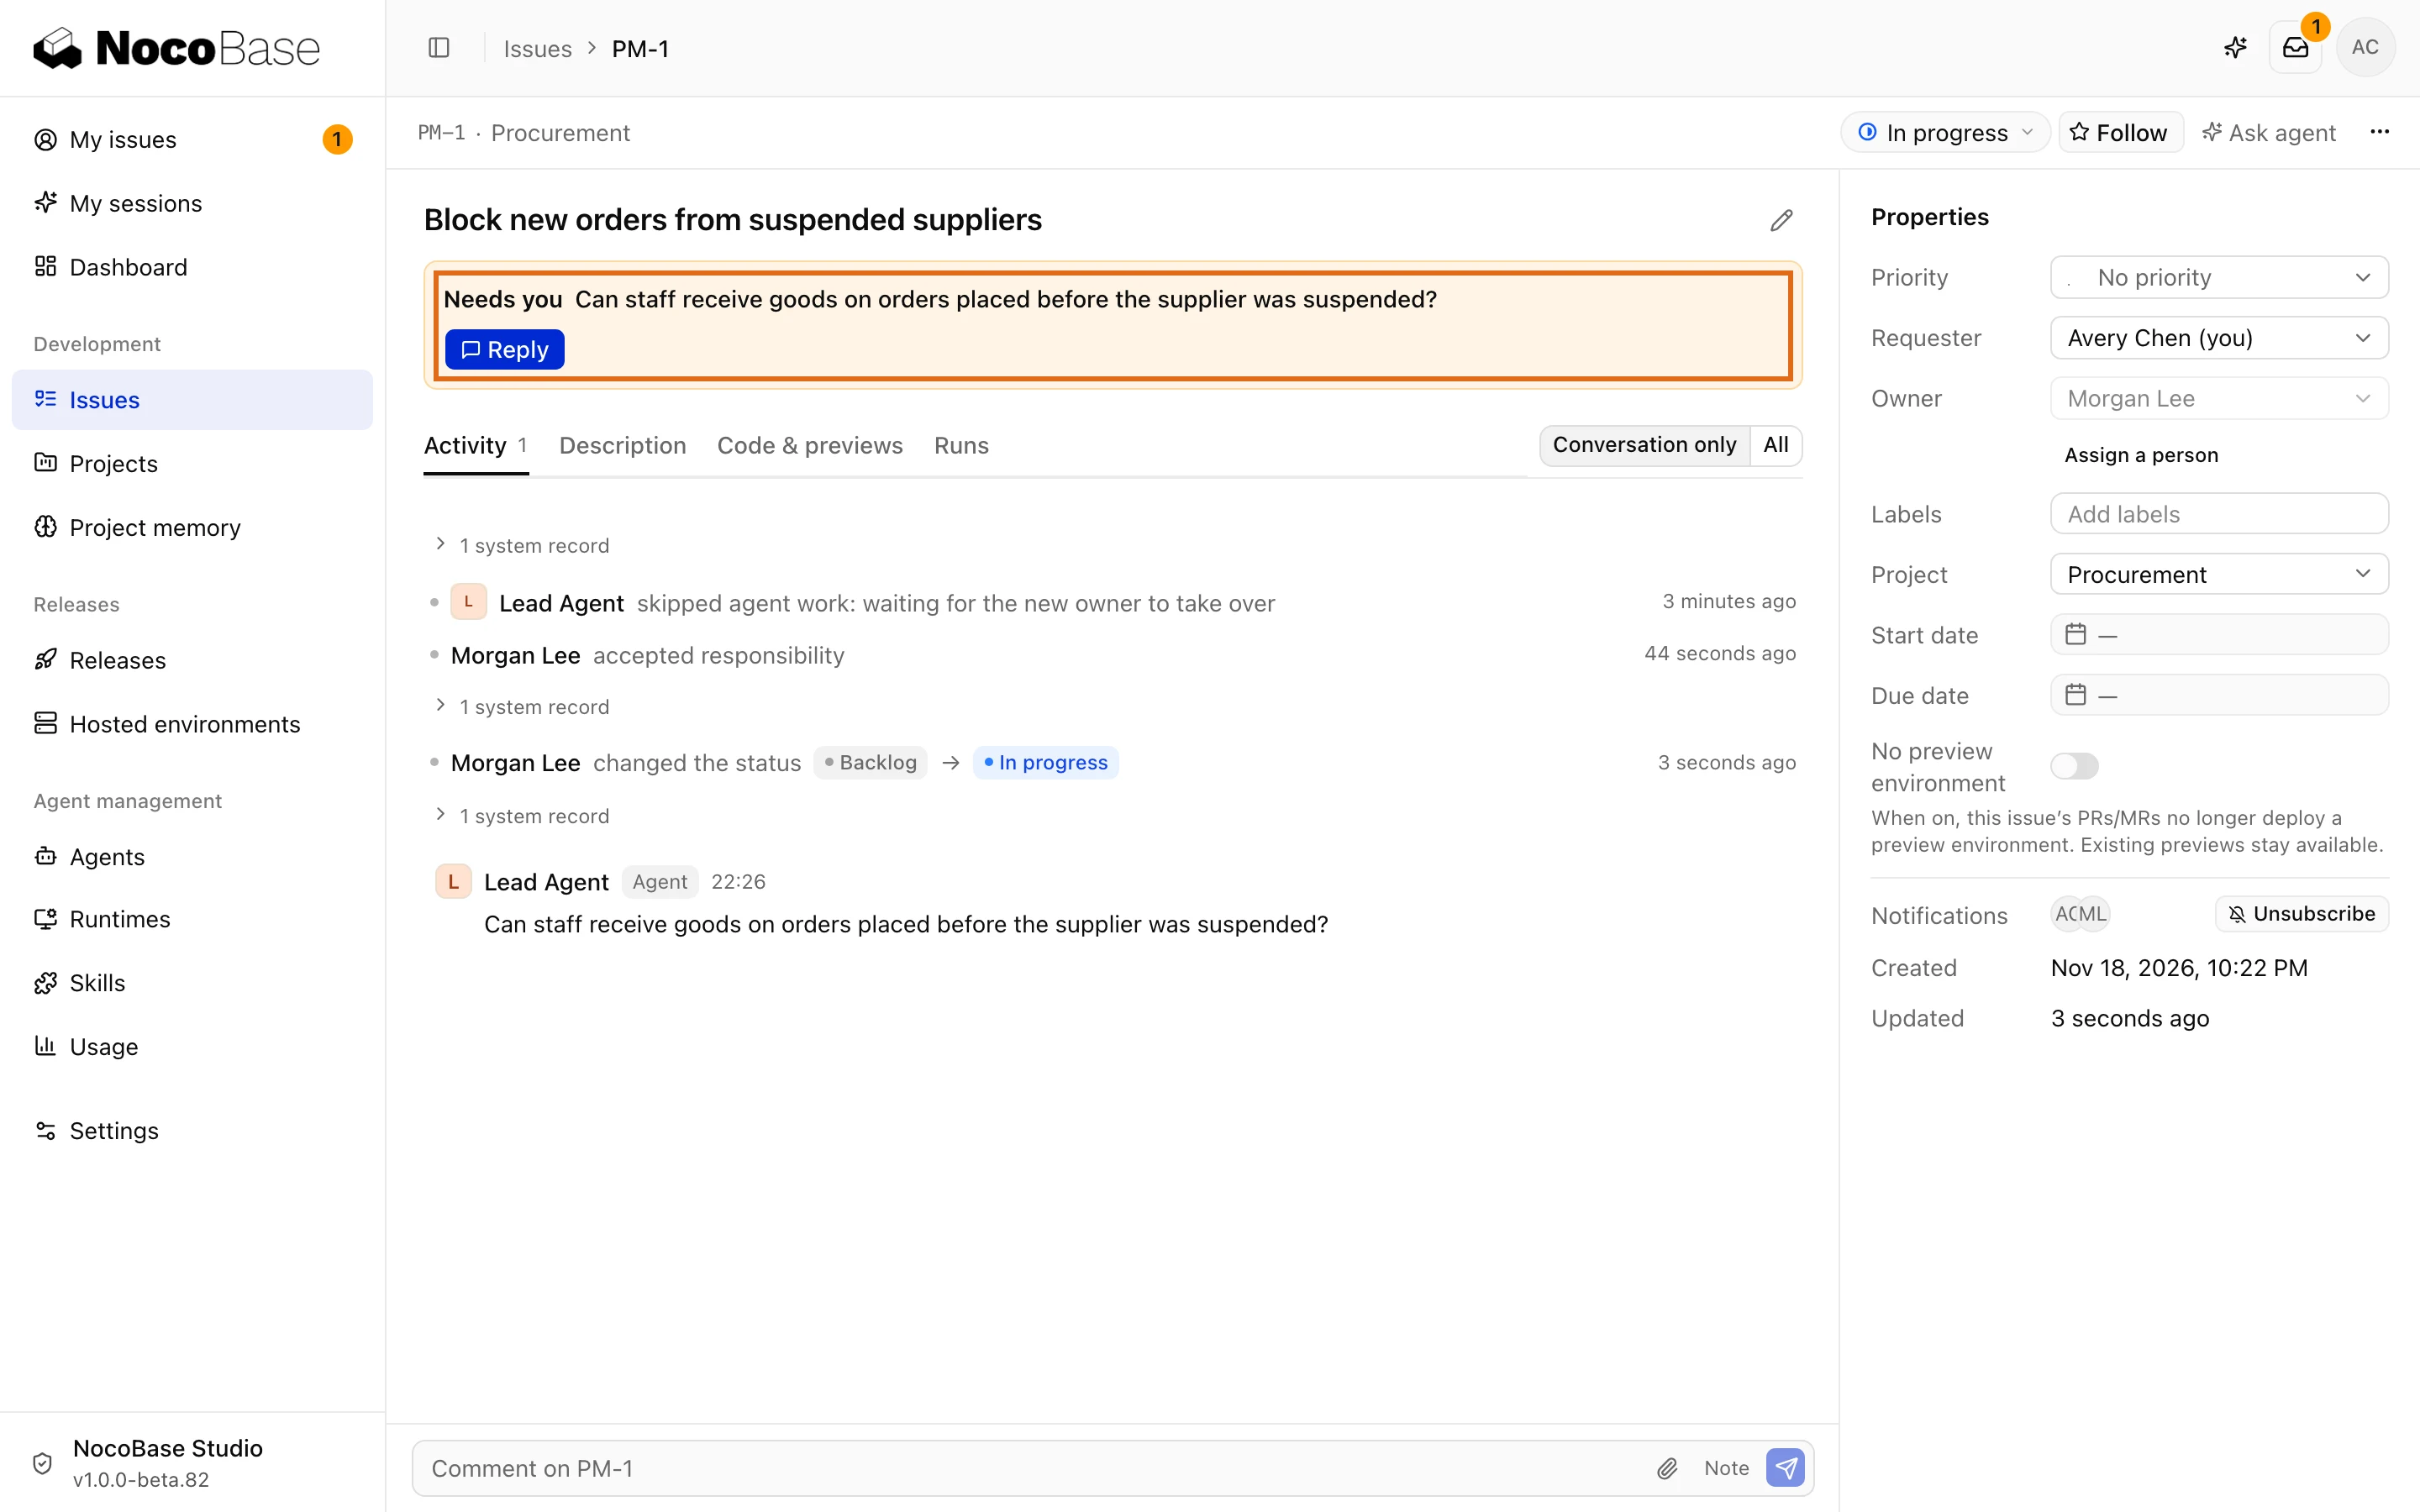 NocoBase
Issues > PM-1
1
AC
My issues 1
My sessions
Dashboard
Development
Issues
Projects
Project memory
Releases
Releases
Hosted environments
Agent management
Agents
Runtimes
Skills
Usage
Settings
NocoBase Studio
v1.0.0-beta.82
PM-1 · Procurement
In progress
Follow
Ask agent
Block new orders from suspended suppliers
Needs you Can staff receive goods on orders placed before the supplier was suspended?
Reply
Activity 1 Description Code & previews Runs
Conversation only All
1 system record
L Lead Agent skipped agent work: waiting for the new owner to take over 3 minutes ago
Morgan Lee accepted responsibility 44 seconds ago
1 system record
Morgan Lee changed the status Backlog → In progress 3 seconds ago
1 system record
L Lead Agent Agent 22:26
Can staff receive goods on orders placed before the supplier was suspended?
Comment on PM-1
Note
Properties
Priority No priority
Requester Avery Chen (you)
Owner Morgan Lee
Assign a person
Labels Add labels
Project Procurement
Start date —
Due date —
No preview
environment
When on, this issue's PRs/MRs no longer deploy a
preview environment. Existing previews stay available.
Notifications AC ML Unsubscribe
Created Nov 18, 2026, 10:22 PM
Updated 3 seconds ago